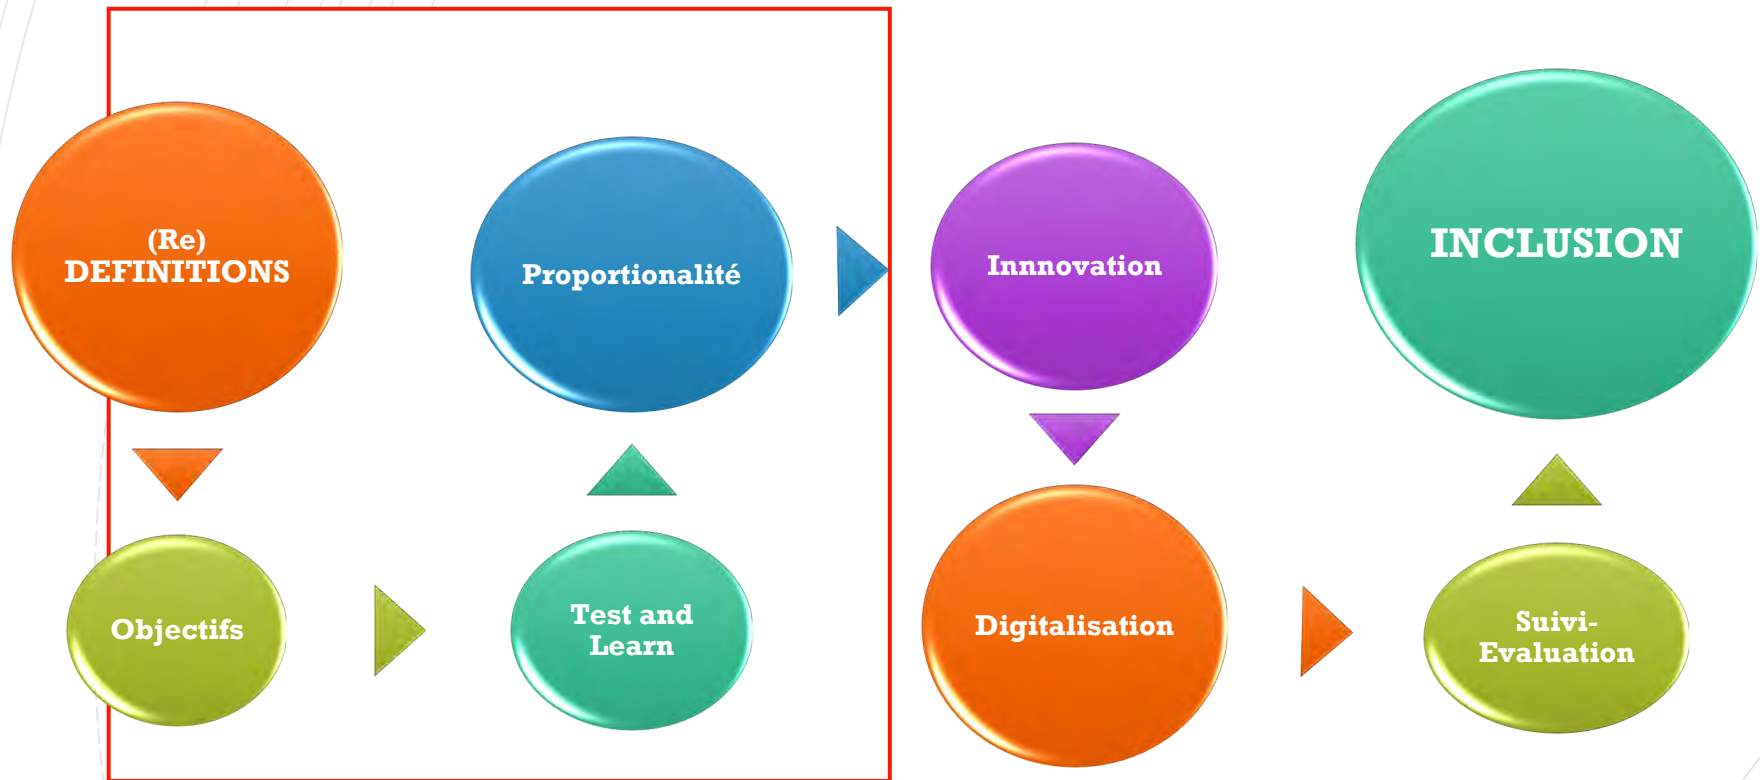 (Re)
DEFINITIONS
Objectifs
Test and
Learn
Proportionalité
Innnovation
Digitalisation
Suivi-
Evaluation
INCLUSION